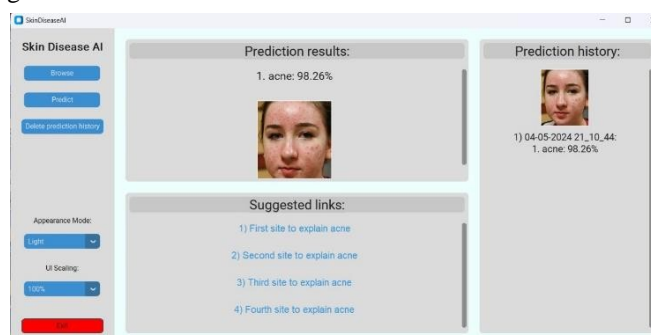 SkinDiseaseAI
Skin Disease AI
Browse
Predict
Delete prediction history
Appearance Mode:
Light
UI Scaling:
100%
Exit
Prediction results:
1. acne: 98.26%
Suggested links:
1) First site to explain acne
2) Second site to explain acne
3) Third site to explain acne
4) Fourth site to explain acne
Prediction history:
1) 04-05-2024 21_10_44:
1. acne: 98.26%